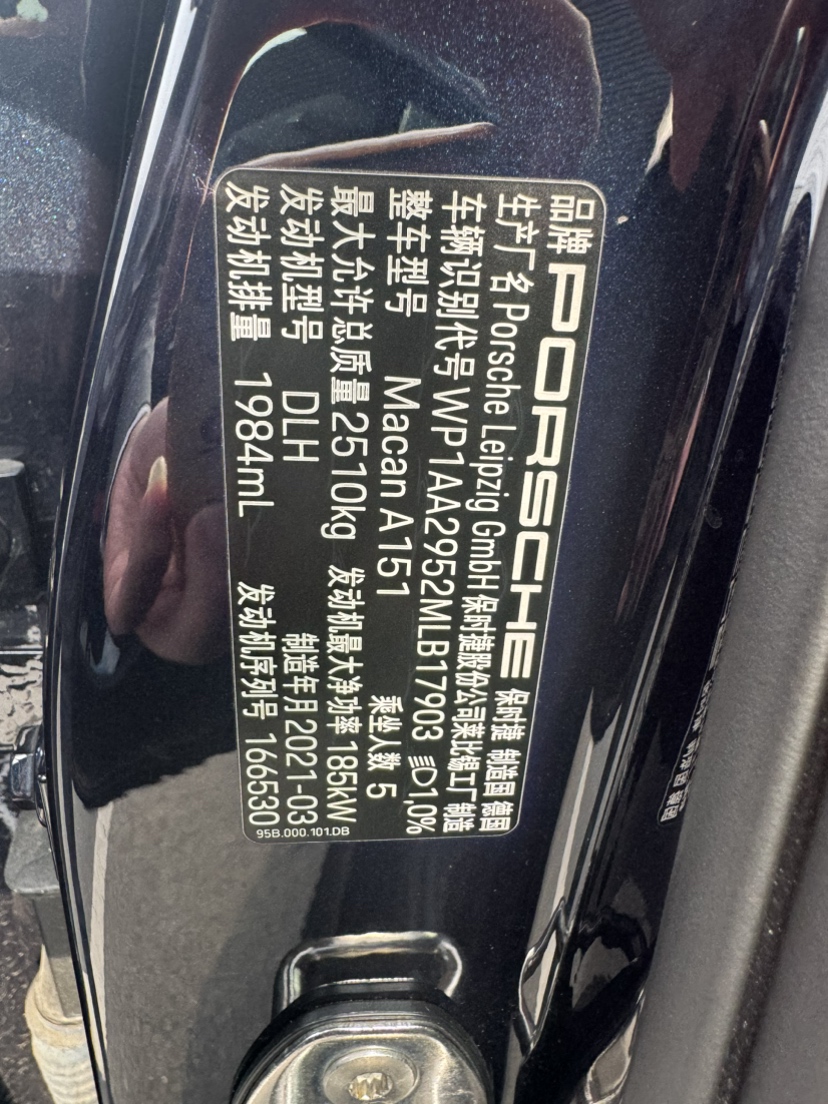 品牌 PORSCHE 保时捷 制造国 德国
生产厂名 Porsche Leipzig GmbH 保时捷股份公司莱比锡工厂 制造
车辆识别代号 WP1AA2952MLB17903 1,0%
整车型号 Macan A151 乘坐人数 5
最大允许总质量 2510kg 发动机最大净功率 185kW
发动机型号 DLH 制造年月 2021-03
发动机排量 1984mL 发动机序列号 166530
95B.000.101.DB